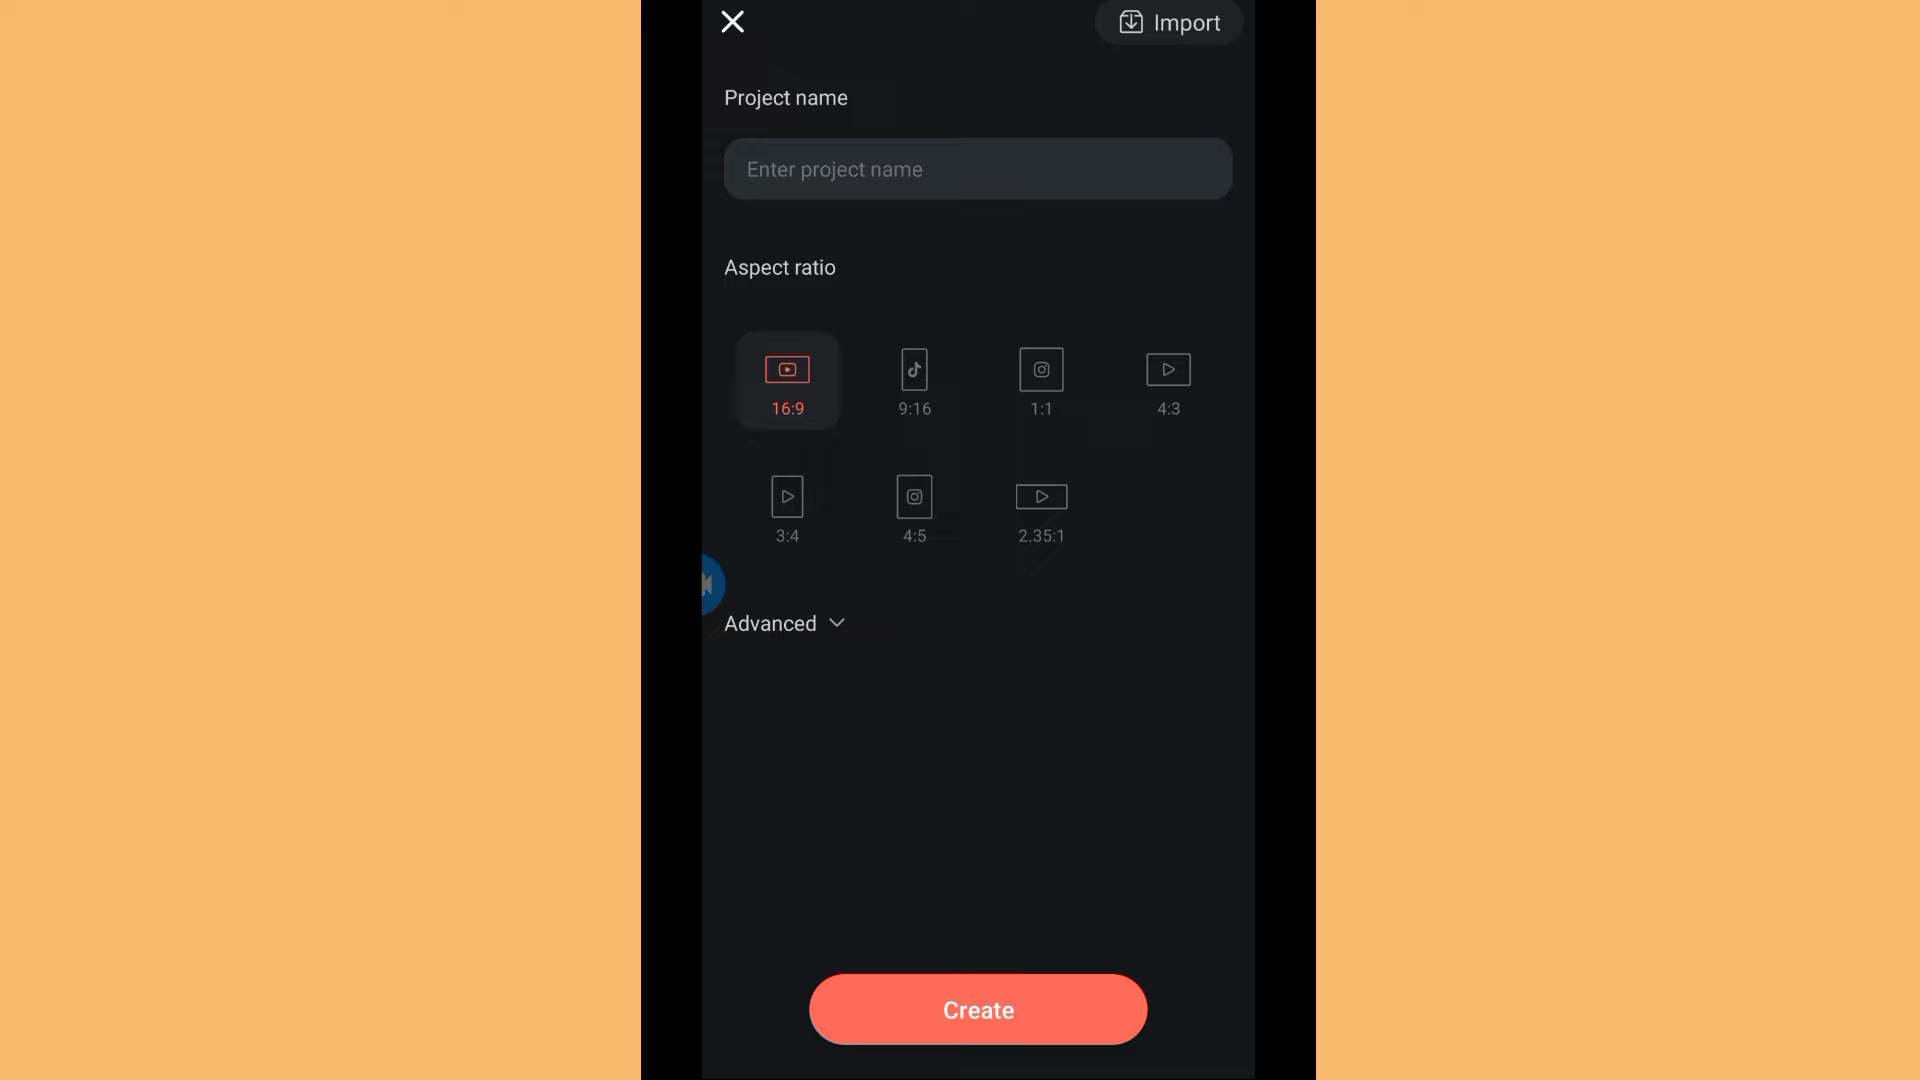 Import
Project name
Enter project name
Aspect ratio
16:9 9:16 1:1 4:3
3:4 4:5 2.35:1
Advanced
Create